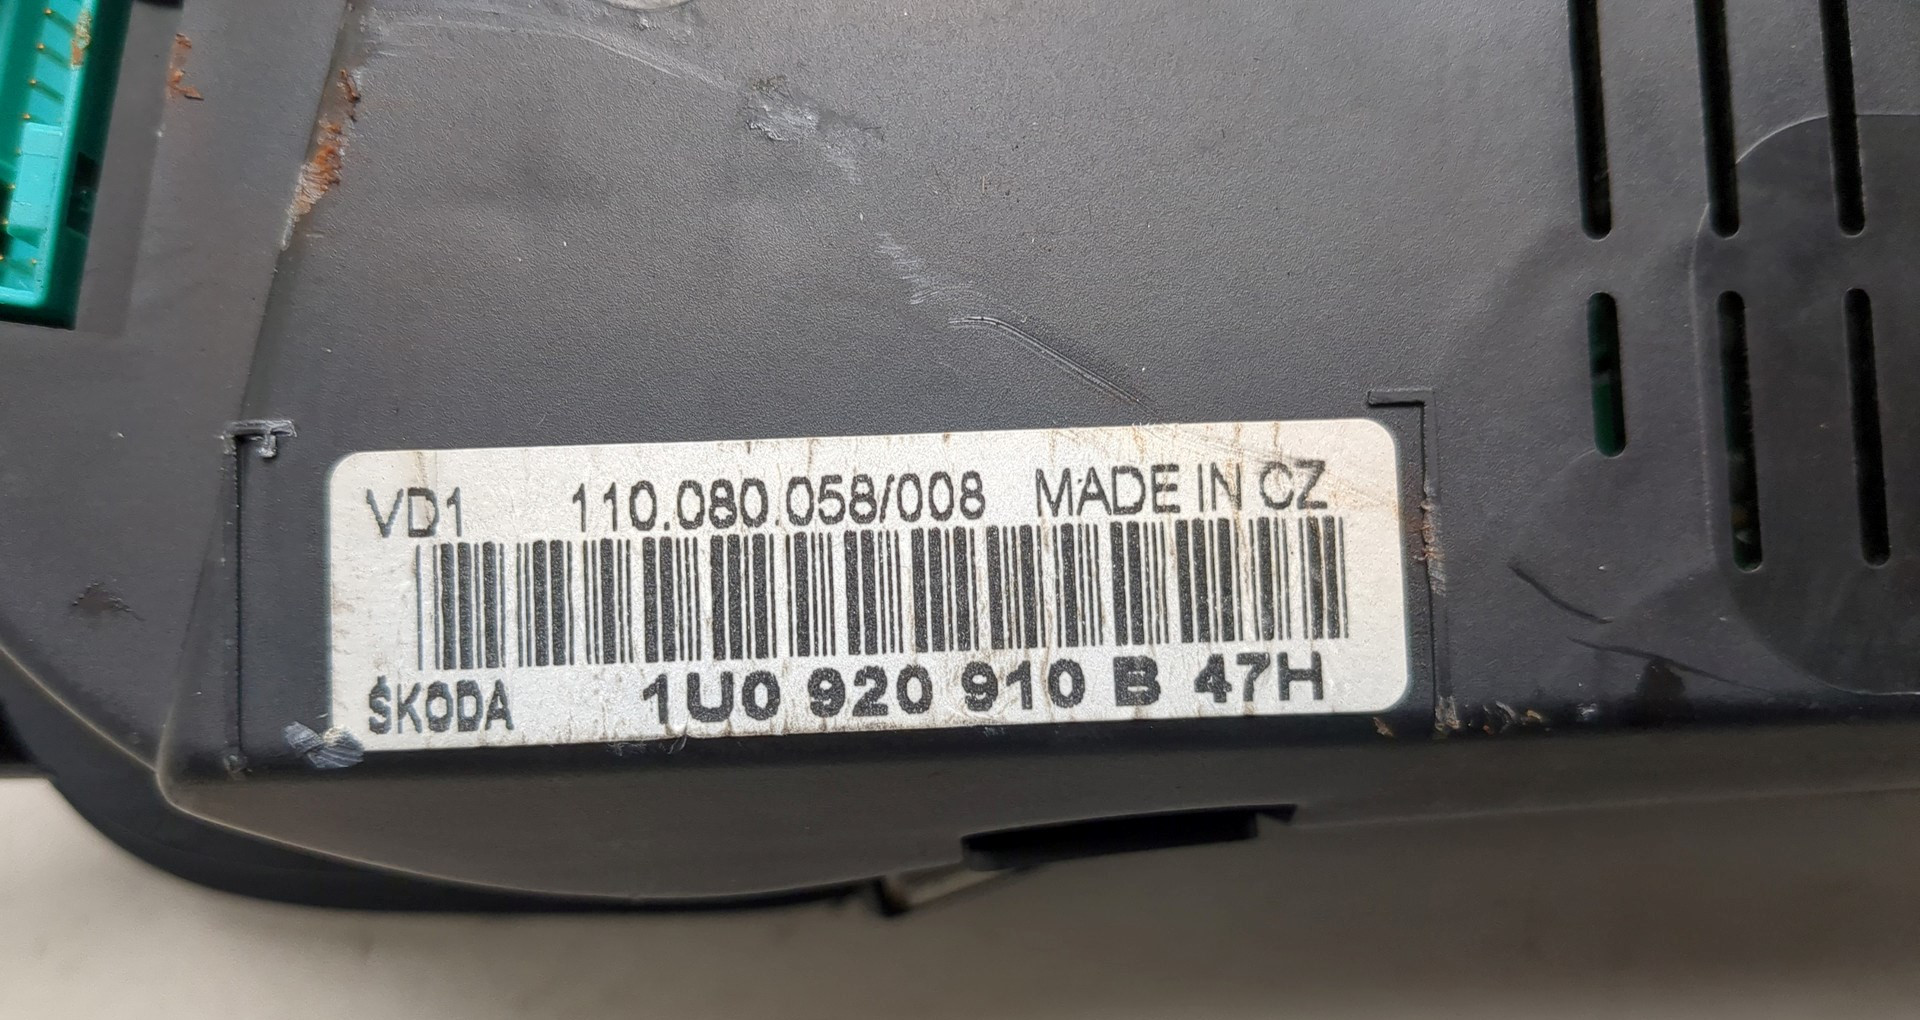 VD1 110.080.058/008 MADE IN CZ
ŠKODA 1U0 920 910 B 47H